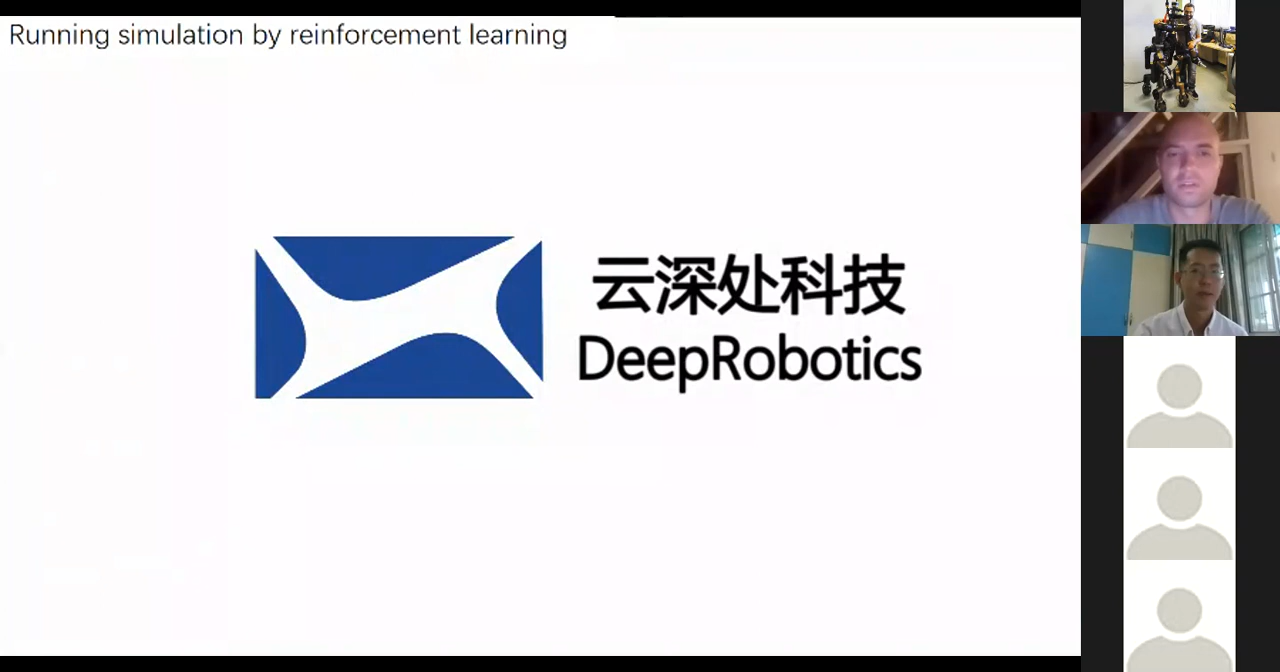 Running simulation by reinforcement learning
云深处科技
DeepRobotics